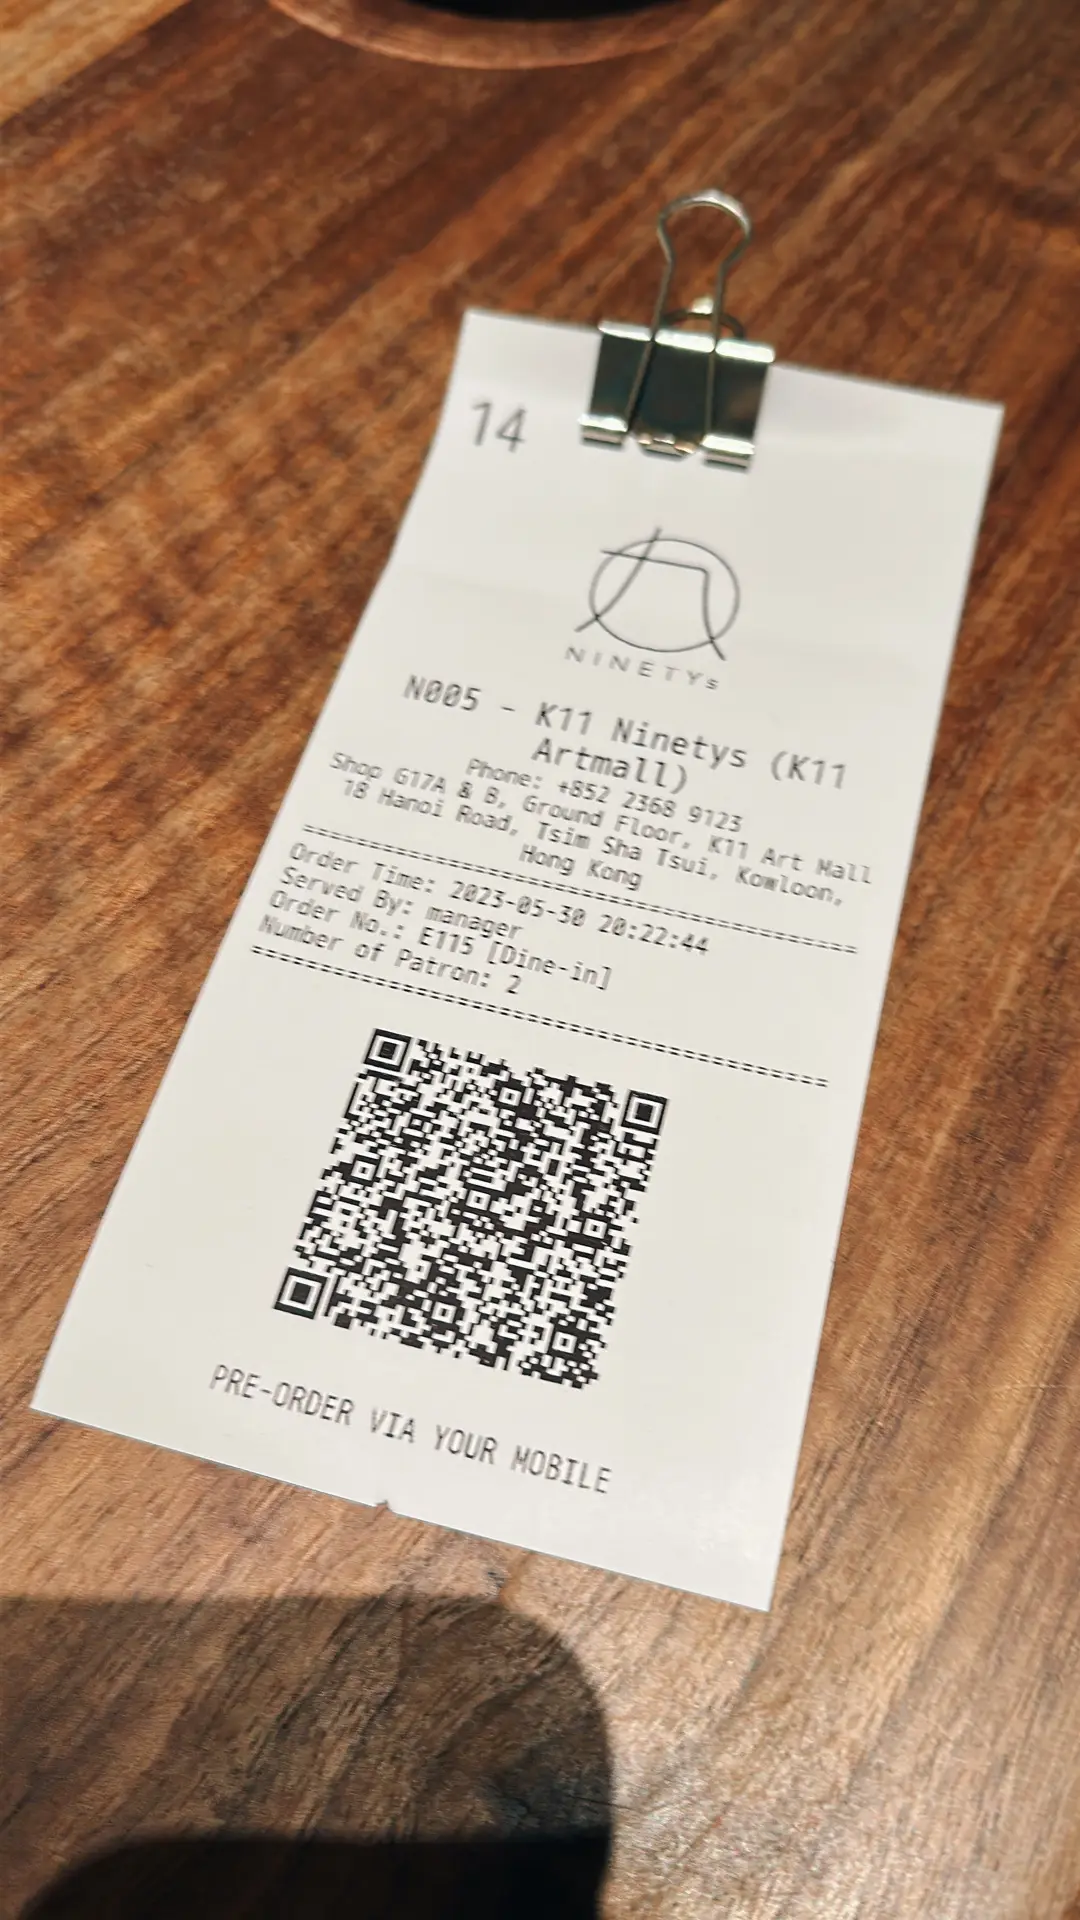 14
NINETYs
N005 - K11 Ninetys (K11
Artmall)
Phone: +852 2368 9123
Shop G17A & B, Ground Floor, K11 Art Mall
18 Hanoi Road, Tsim Sha Tsui, Kowloon,
Hong Kong
========================================
Order Time: 2023-05-30 20:22:44
Served By: manager
Order No.: E115 [Dine-in]
Number of Patron: 2
========================================
PRE-ORDER VIA YOUR MOBILE